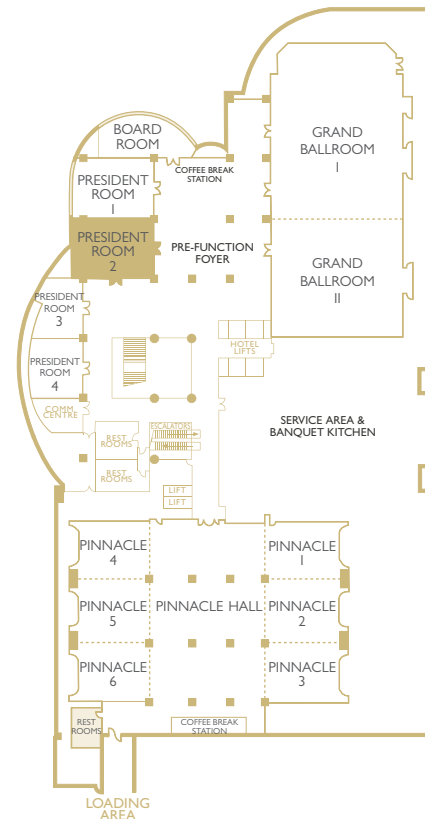 BOARD
ROOM
GRAND
BALLROOM
I
COFFEE BREAK
STATION
PRESIDENT
ROOM
1
PRESIDENT
ROOM
2
PRE-FUNCTION
FOYER
GRAND
BALLROOM
II
PRESIDENT
ROOM
3
HOTEL
LIFTS
PRESIDENT
ROOM
4
COMM.
CENTRE
SERVICE AREA &
BANQUET KITCHEN
ESCALATORS
REST
ROOMS
REST
ROOMS
LIFT
LIFT
PINNACLE
4
PINNACLE
1
PINNACLE
5
PINNACLE HALL
PINNACLE
2
PINNACLE
6
PINNACLE
3
REST
ROOMS
COFFEE BREAK
STATION
LOADING
AREA